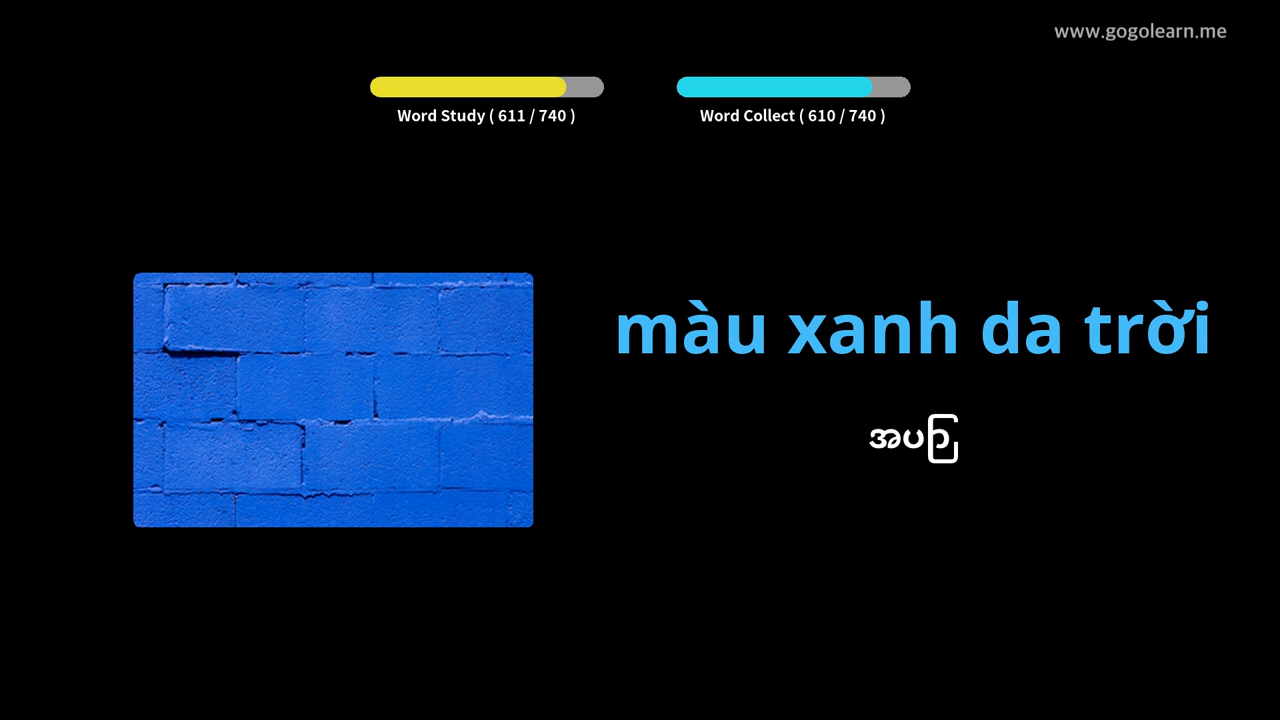 www.gogolearn.me
Word Study ( 611 / 740 )
Word Collect ( 610 / 740 )
màu xanh da trời
အပြာ